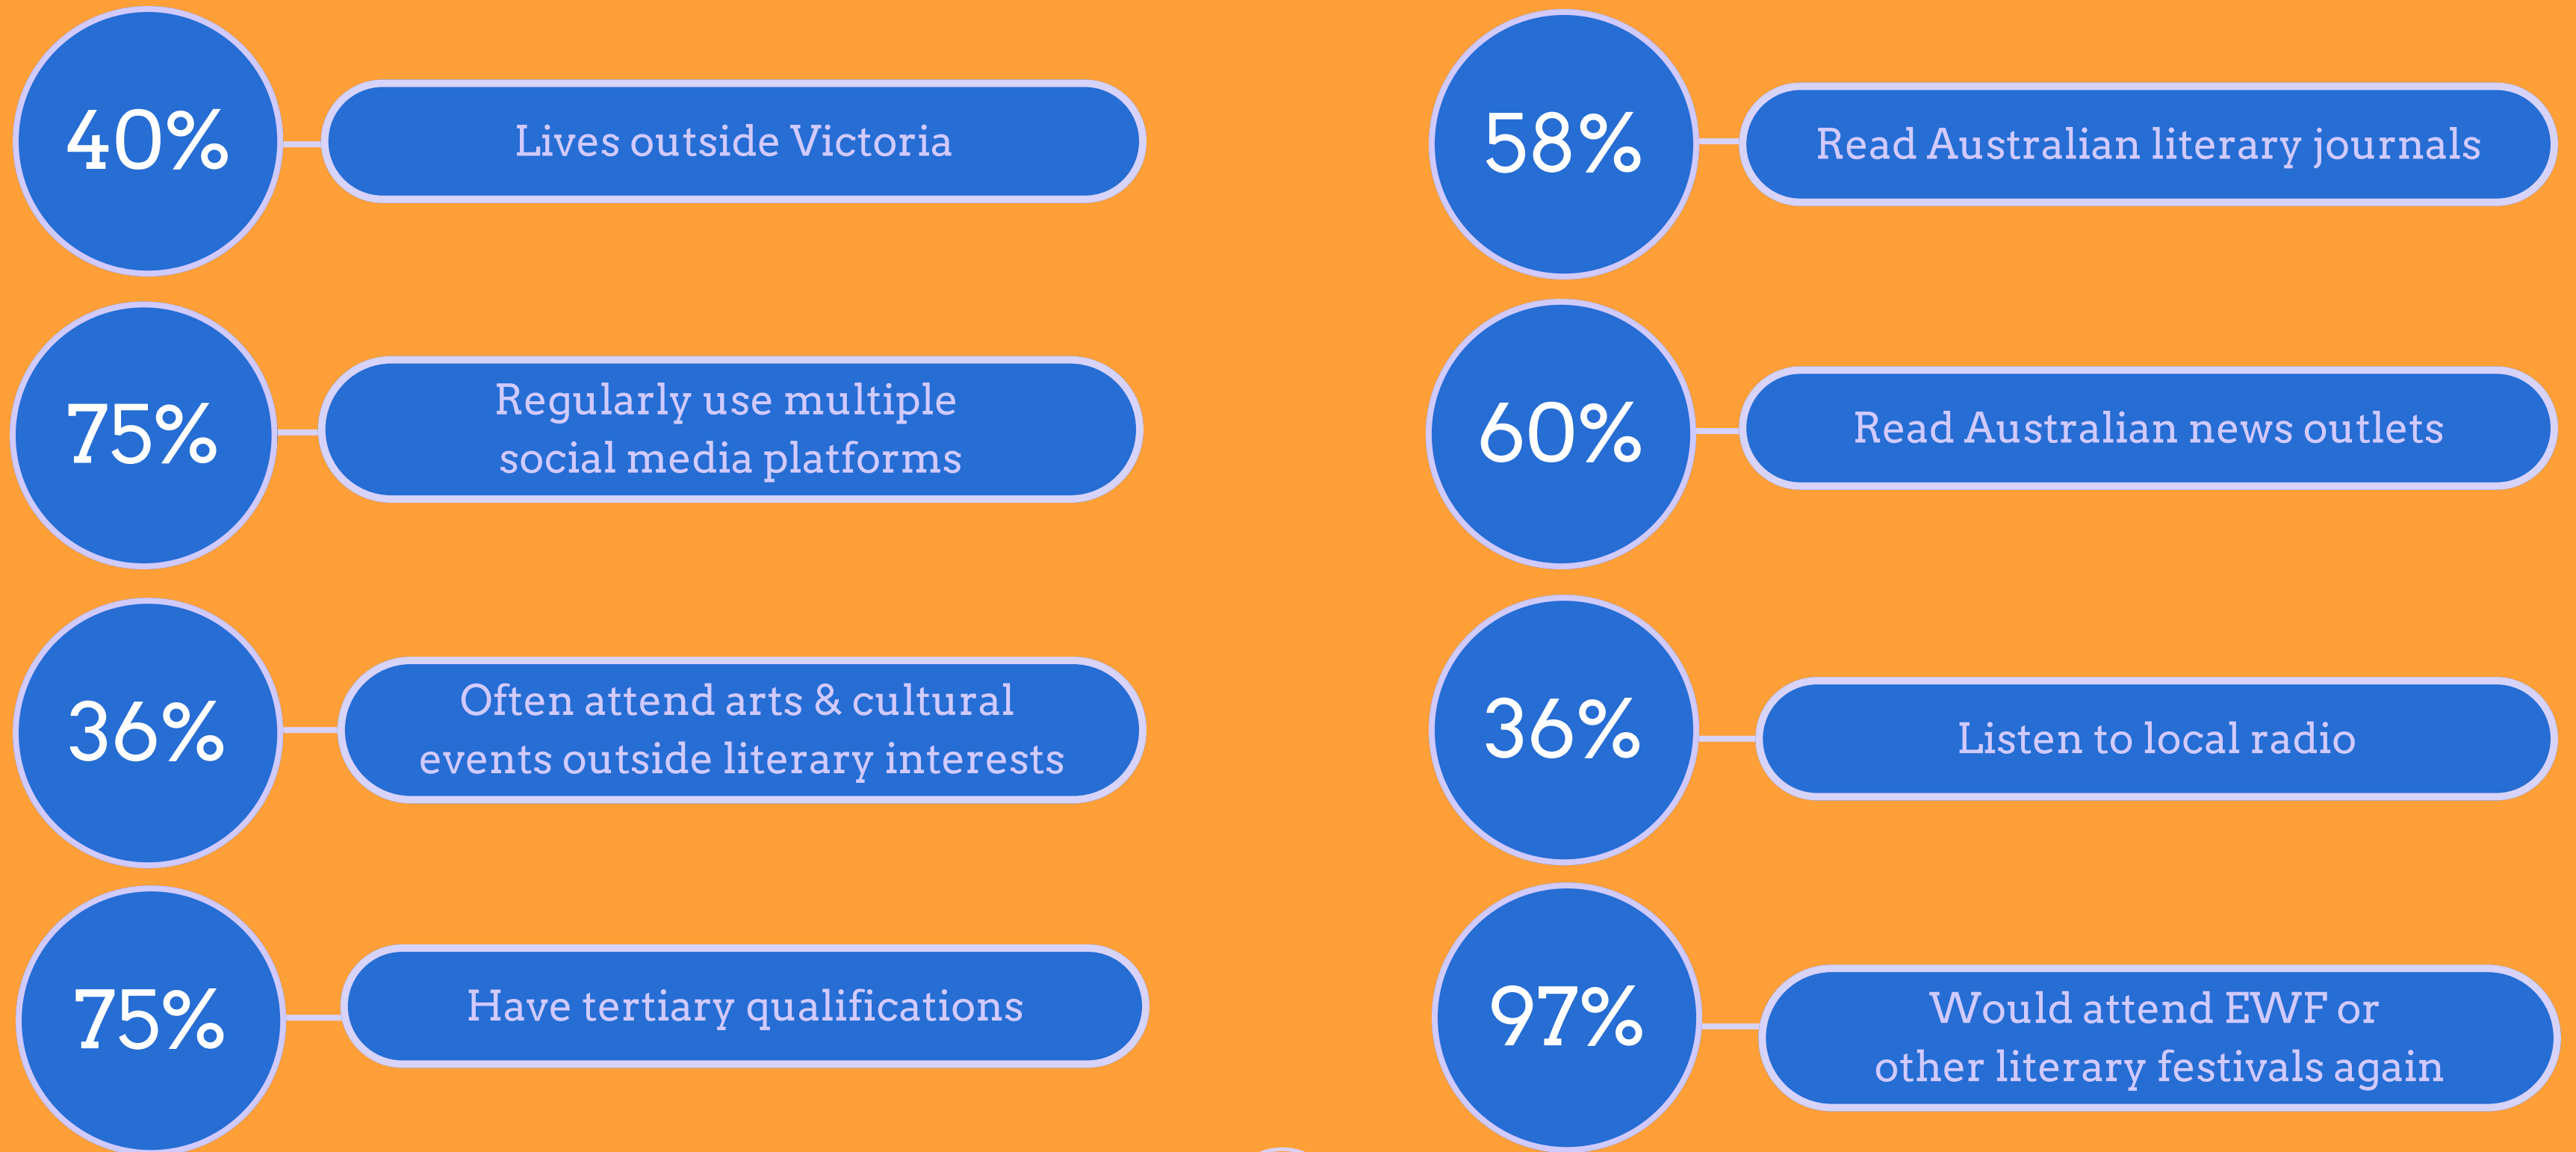 40%
Lives outside Victoria
75%
Regularly use multiple
social media platforms
36%
Often attend arts & cultural
events outside literary interests
75%
Have tertiary qualifications
58%
Read Australian literary journals
60%
Read Australian news outlets
36%
Listen to local radio
97%
Would attend EWF or
other literary festivals again